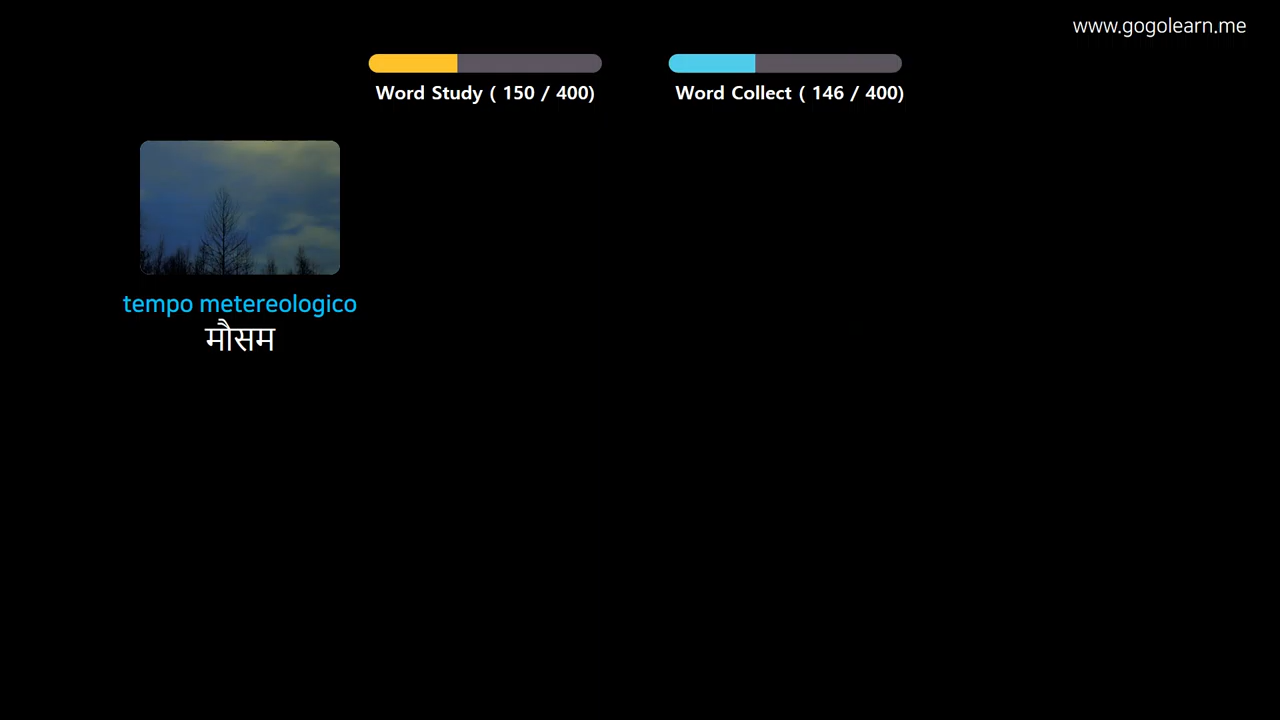 www.gogolearn.me
Word Study ( 150 / 400)
Word Collect ( 146 / 400)
tempo metereologico
मौसम